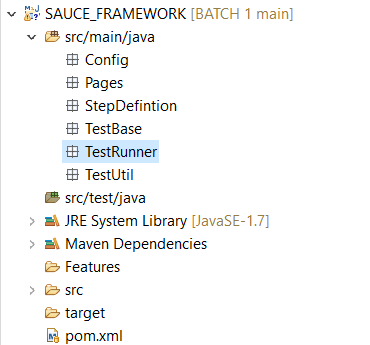 SAUCE_FRAMEWORK [BATCH 1 main]
src/main/java
Config
Pages
StepDefintion
TestBase
TestRunner
TestUtil
src/test/java
JRE System Library [JavaSE-1.7]
Maven Dependencies
Features
src
target
pom.xml